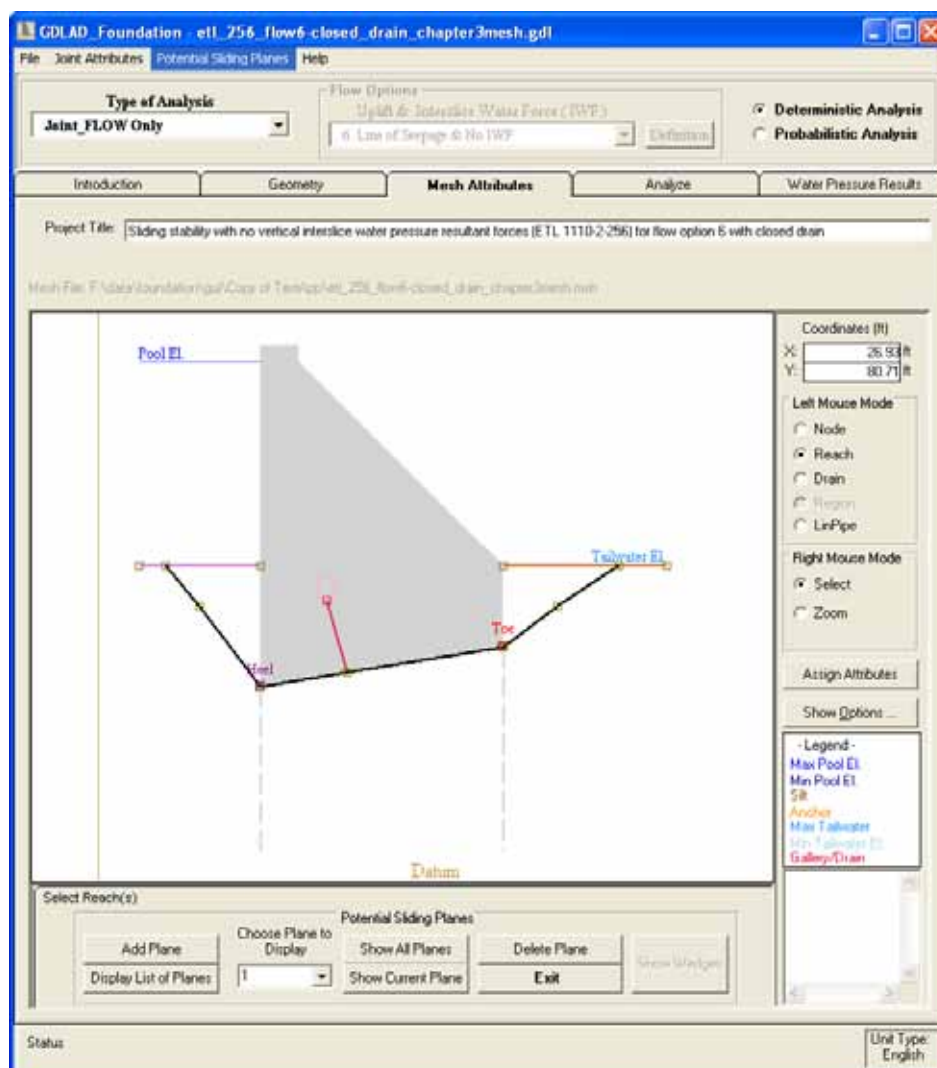 GDLAD_Foundation - etl_256_flow6-closed_drain_chapter3mesh.gdl
File Joint Attributes Potential Sliding Planes Help
Type of Analysis
Joint_FLOW Only
Flow Options
Uplift & Interslice Water Force (IWF)
6 Line of Seepage & No IWF
Definition
Deterministic Analysis
Probabilistic Analysis
Introduction Geometry Mesh Attributes Analyze Water Pressure Results
Project Title: Sliding stability with no vertical interslice water pressure resultant forces (ETL 1110-2-256) for flow option 6 with closed drain
Mesh File: F:\data\foundation\gui\Copy of
Pool El.
Tailwater El.
Toe
Heel
Datum
Coordinates (ft)
X: 26.93 ft
Y: 80.71 ft
Left Mouse Mode
Node
Reach
Drain
Region
LinPipe
Right Mouse Mode
Select
Zoom
Assign Attributes
Show Options ...
- Legend -
Max Pool El.
Min Pool El.
Silt
Anchor
Max Tailwater
Min Tailwater El.
Gallery/Drain
Select Reach(s)
Potential Sliding Planes
Add Plane
Display List of Planes
Choose Plane to
Display
1
Show All Planes
Show Current Plane
Delete Plane
Exit
Show Wedges
Status
Unit Type:
English